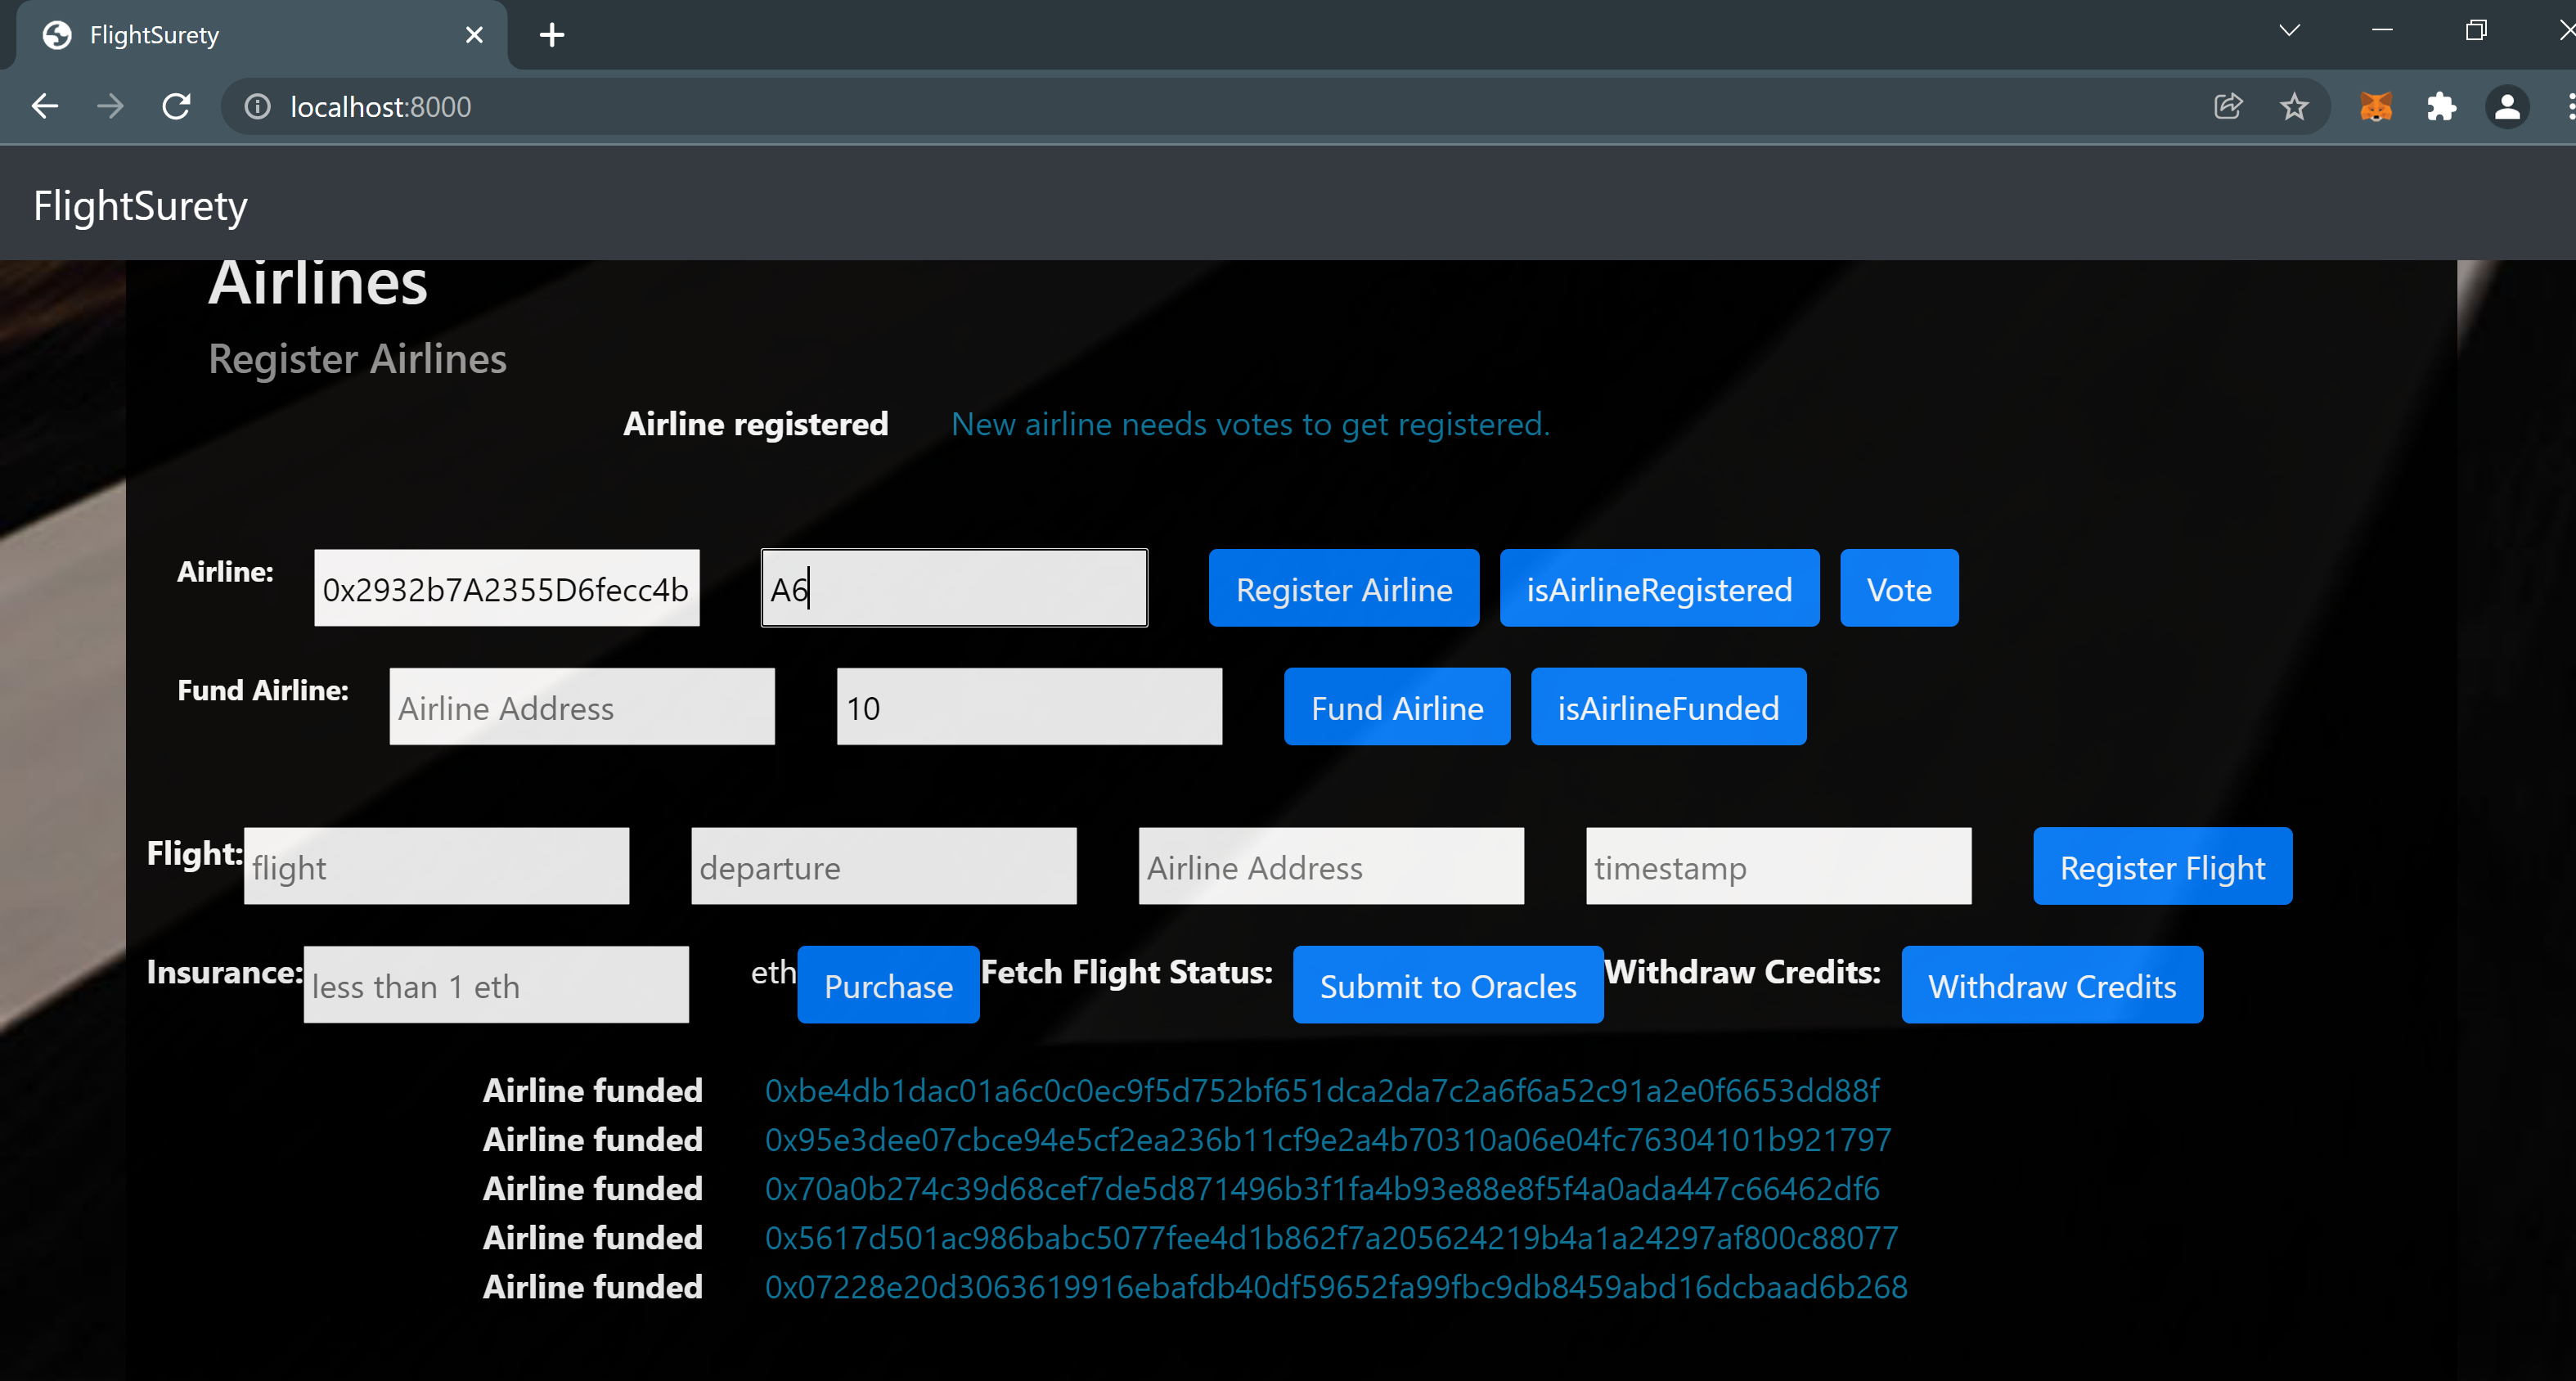 FlightSurety
localhost:8000
FlightSurety
Airlines
Register Airlines
Airline registered New airline needs votes to get registered.
Airline: 0x2932b7A2355D6fecc4b A6 Register Airline isAirlineRegistered Vote
Fund Airline: Airline Address 10 Fund Airline isAirlineFunded
Flight: flight departure Airline Address timestamp Register Flight
Insurance: less than 1 eth eth Purchase Fetch Flight Status: Submit to Oracles Withdraw Credits: Withdraw Credits
Airline funded 0xbe4db1dac01a6c0c0ec9f5d752bf651dca2da7c2a6f6a52c91a2e0f6653dd88f
Airline funded 0x95e3dee07cbce94e5cf2ea236b11cf9e2a4b70310a06e04fc76304101b921797
Airline funded 0x70a0b274c39d68cef7de5d871496b3f1fa4b93e88e8f5f4a0ada447c66462df6
Airline funded 0x5617d501ac986babc5077fee4d1b862f7a205624219b4a1a24297af800c88077
Airline funded 0x07228e20d3063619916ebafdb40df59652fa99fbc9db8459abd16dcbaad6b268